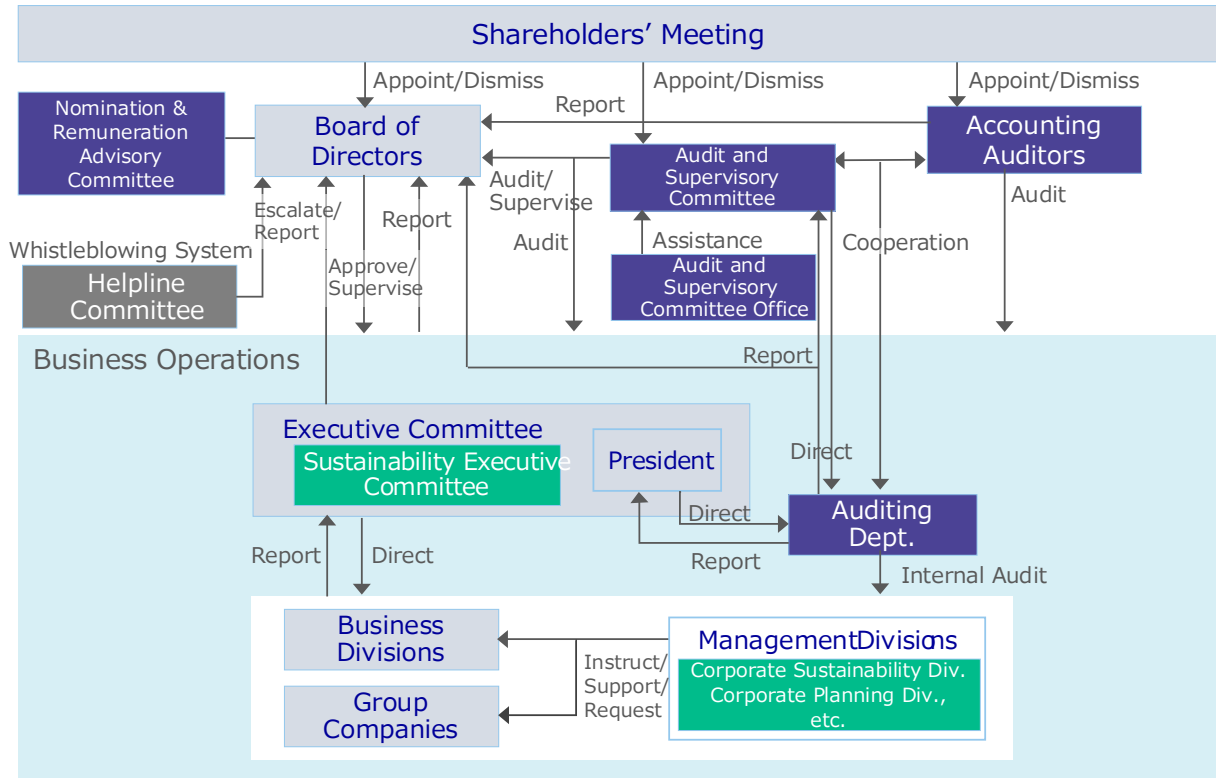 Shareholders’ Meeting
Appoint/Dismiss
Appoint/Dismiss
Appoint/Dismiss
Nomination &
Remuneration
Advisory
Committee
Board of
Directors
Report
Accounting
Auditors
Audit and
Supervisory
Committee
Audit/
Supervise
Audit
Audit
Escalate/
Report
Report
Approve/
Supervise
Assistance
Cooperation
Whistleblowing System
Helpline
Committee
Audit and
Supervisory
Committee Office
Business Operations
Report
Executive Committee
Sustainability Executive
Committee
President
Direct
Direct
Report
Auditing
Dept.
Report
Direct
Internal Audit
Business
Divisions
Group
Companies
Instruct/
Support/
Request
ManagementDivisions
Corporate Sustainability Div.
Corporate Planning Div.,
etc.